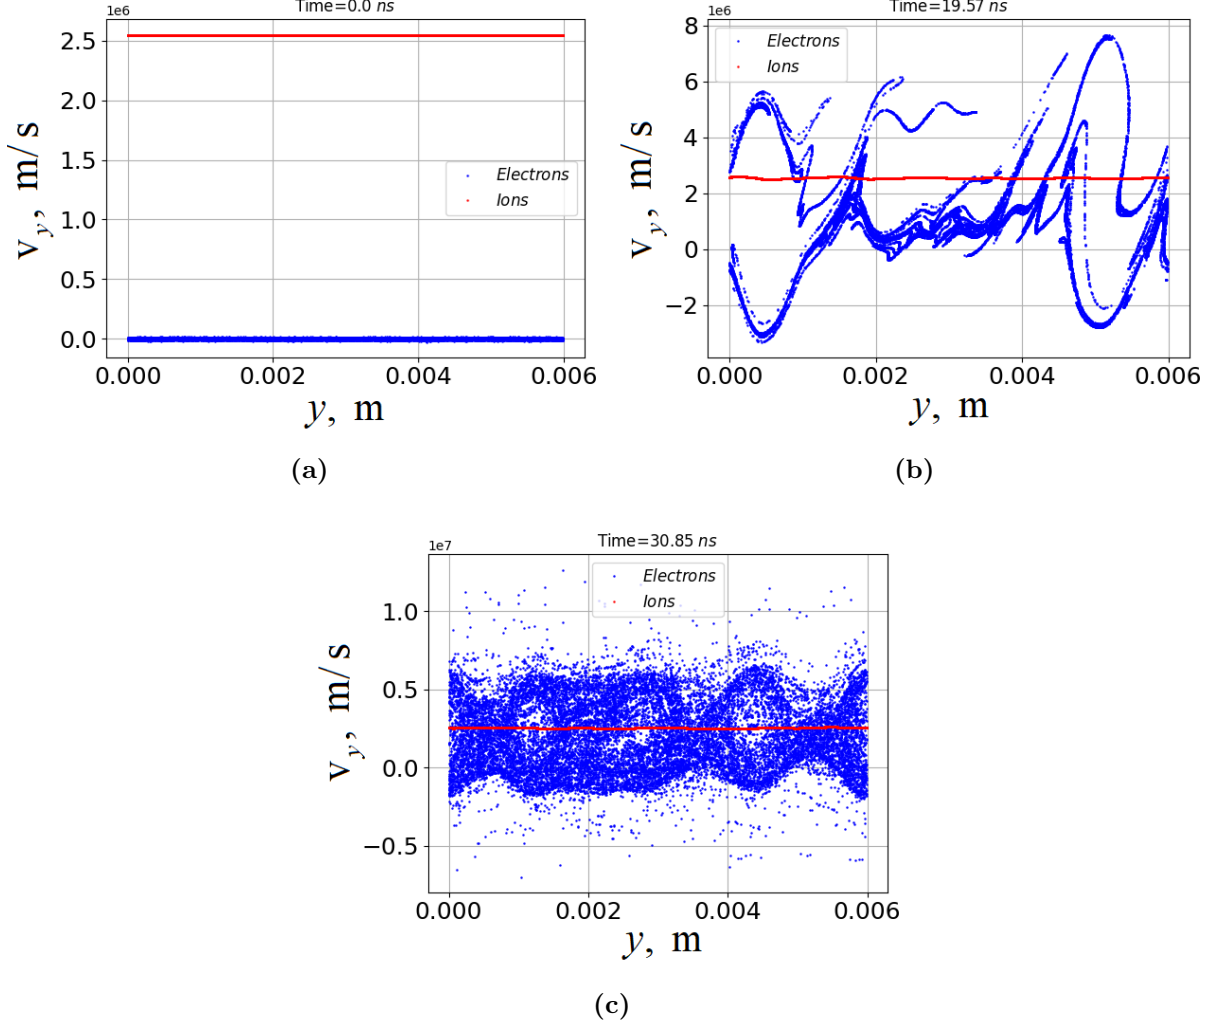 Time=0.0 ns
1e6
2.5
2.0
1.5
1.0
0.5
0.0
v_y, m/s
Electrons
Ions
0.000 0.002 0.004 0.006
y, m
(a)
Time=19.57 ns
1e6
8
6
4
2
0
−2
v_y, m/s
Electrons
Ions
0.000 0.002 0.004 0.006
y, m
(b)
Time=30.85 ns
1e7
1.0
0.5
0.0
−0.5
v_y, m/s
Electrons
Ions
0.000 0.002 0.004 0.006
y, m
(c)